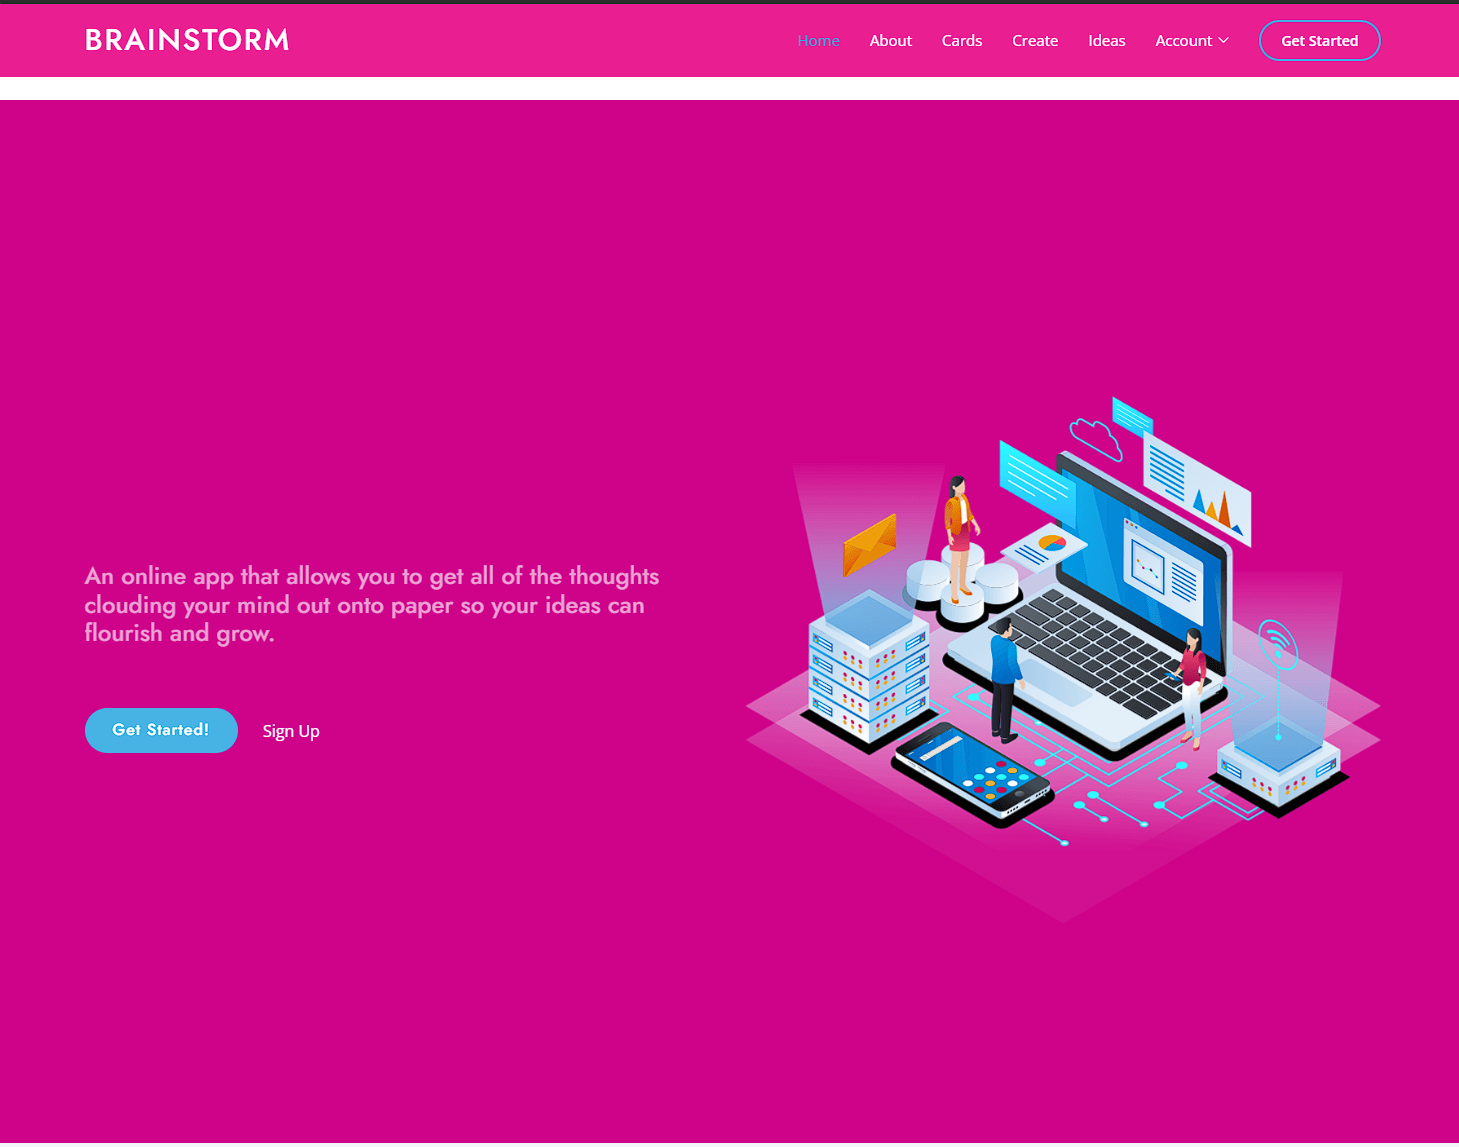 BRAINSTORM
Home About Cards Create Ideas Account Get Started
An online app that allows you to get all of the thoughts
clouding your mind out onto paper so your ideas can
flourish and grow.
Get Started! Sign Up